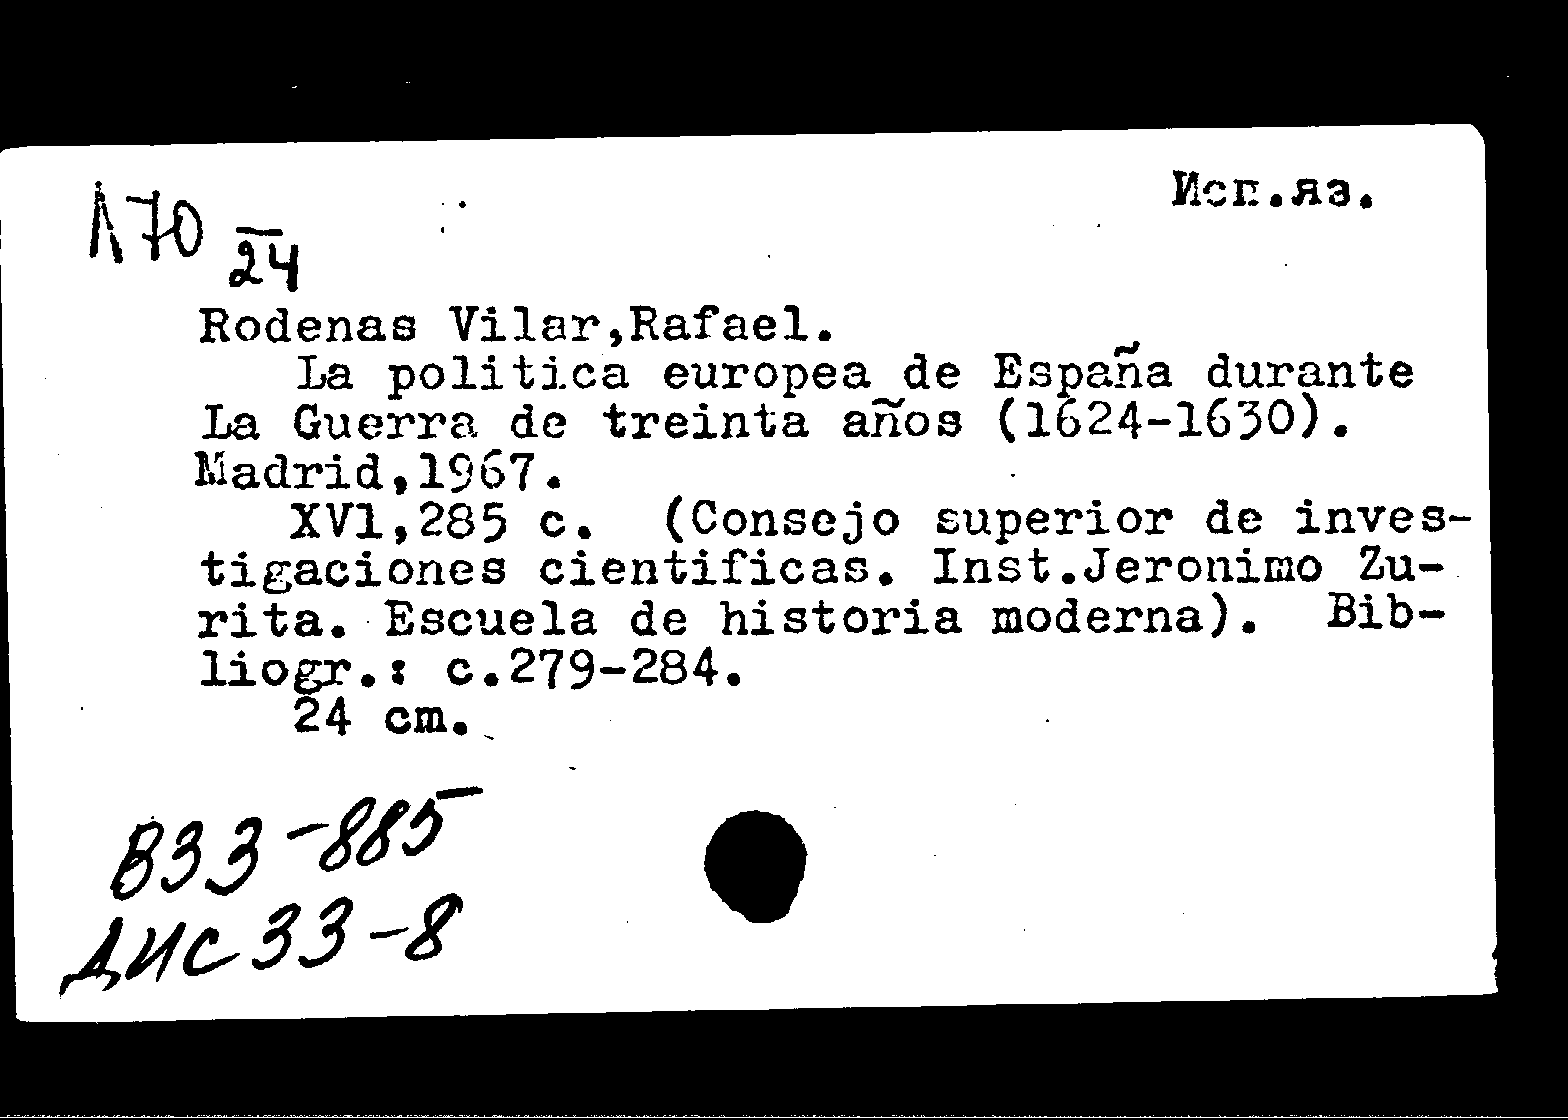 Исп.яз.
Л70
24
Rodenas Vilar,Rafael.
La politica europea de España durante
La Guerra de treinta años (1624-1630).
Madrid,1967.
XV1,285 c. (Consejo superior de inves-
tigaciones cientificas. Inst.Jeronimo Zu-
rita. Escuela de historia moderna). Bib-
liogr.: c.279-284.
24 cm.
В33-885
ДИС33-8